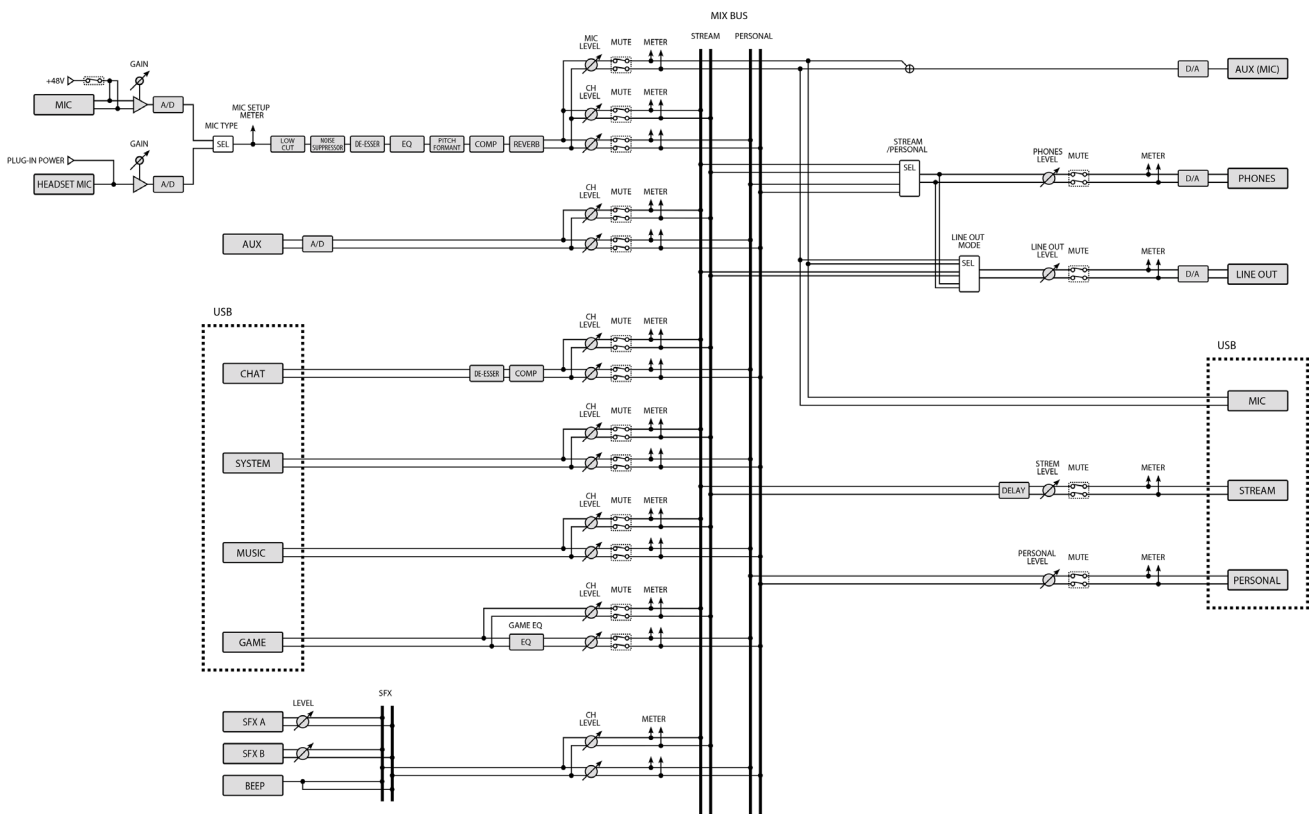 MIX BUS
STREAM PERSONAL
MIC LEVEL MUTE METER
+48V GAIN
MIC A/D
MIC TYPE
SEL
MIC SETUP METER
LOW CUT NOISE SUPPRESSOR DE-ESSER EQ PITCH FORMANT COMP REVERB
CH LEVEL
D/A AUX (MIC)
PLUG-IN POWER GAIN
HEADSET MIC A/D
STREAM /PERSONAL
SEL
PHONES LEVEL MUTE METER
D/A PHONES
CH LEVEL MUTE METER
AUX A/D
LINE OUT MODE
SEL
LINE OUT LEVEL MUTE METER
D/A LINE OUT
USB
CH LEVEL MUTE METER
CHAT DE-ESSER COMP
USB
MIC
CH LEVEL MUTE METER
SYSTEM
STREM LEVEL MUTE METER
DELAY STREAM
CH LEVEL MUTE METER
MUSIC
PERSONAL LEVEL MUTE METER
PERSONAL
CH LEVEL MUTE METER
GAME EQ
GAME EQ
SFX
LEVEL
SFX A
CH LEVEL METER
SFX B
BEEP